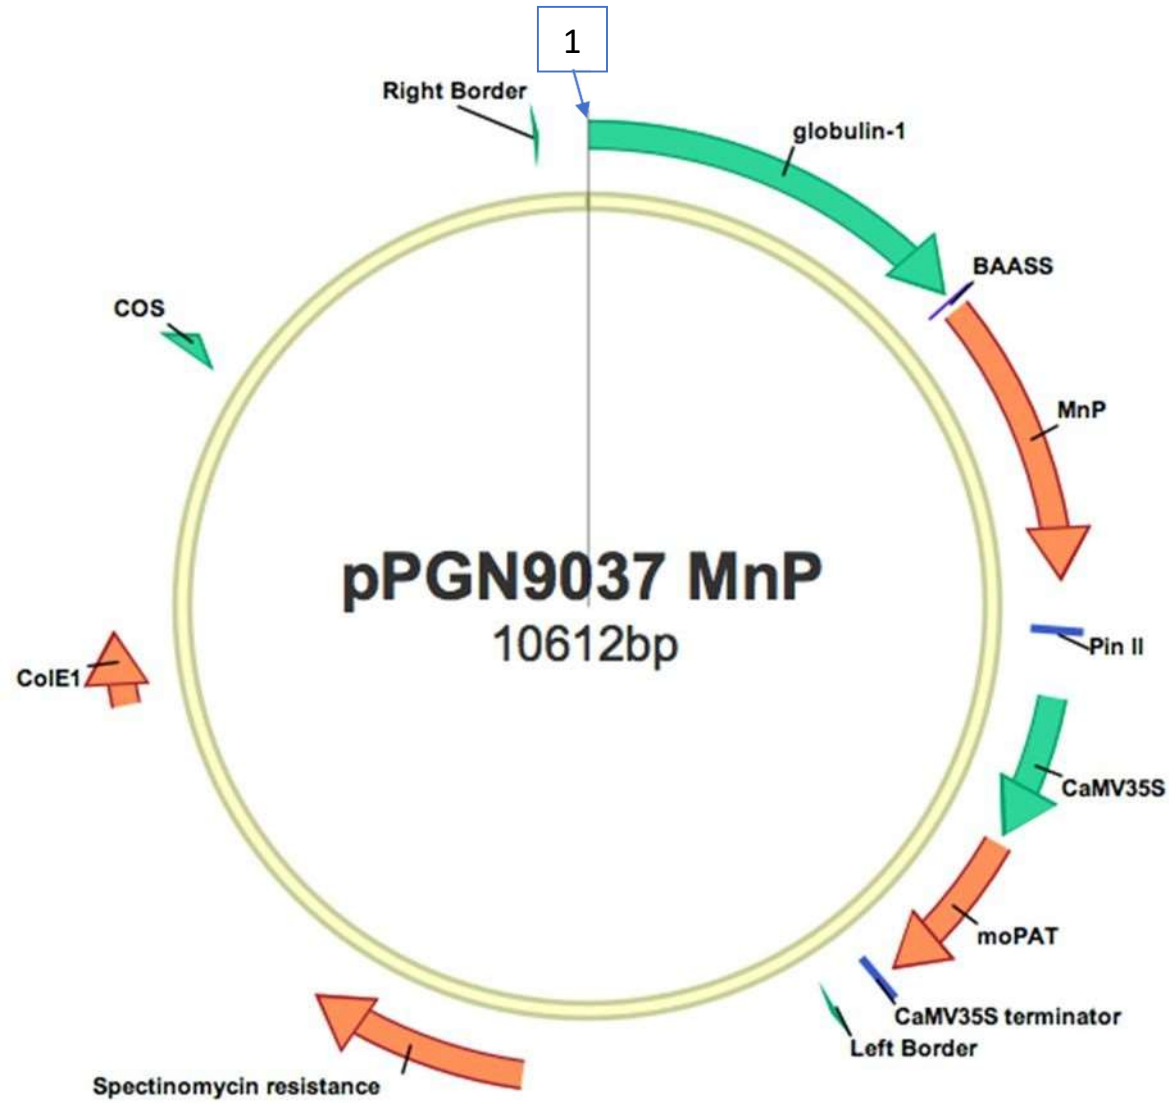 1
Right Border
globulin-1
BAASS
COS
MnP
pPGN9037 MnP
10612bp
Pin II
ColE1
CaMV35S
moPAT
CaMV35S terminator
Left Border
Spectinomycin resistance